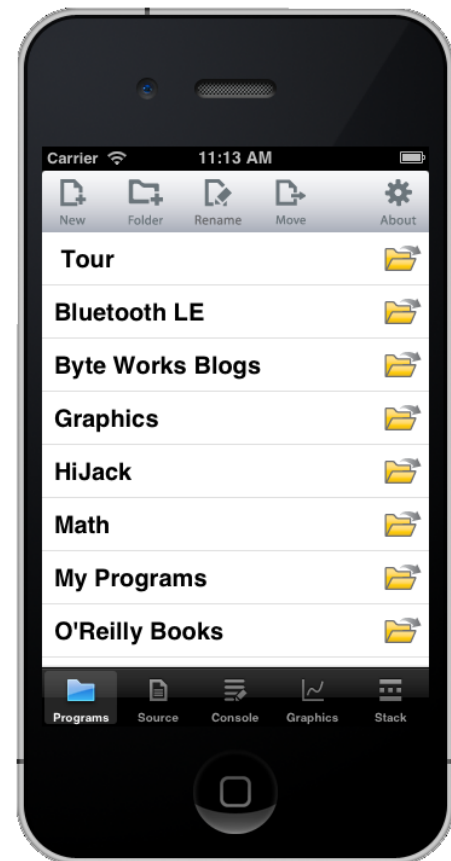 Carrier 11:13 AM
New Folder Rename Move About
Tour
Bluetooth LE
Byte Works Blogs
Graphics
HiJack
Math
My Programs
O'Reilly Books
Programs Source Console Graphics Stack